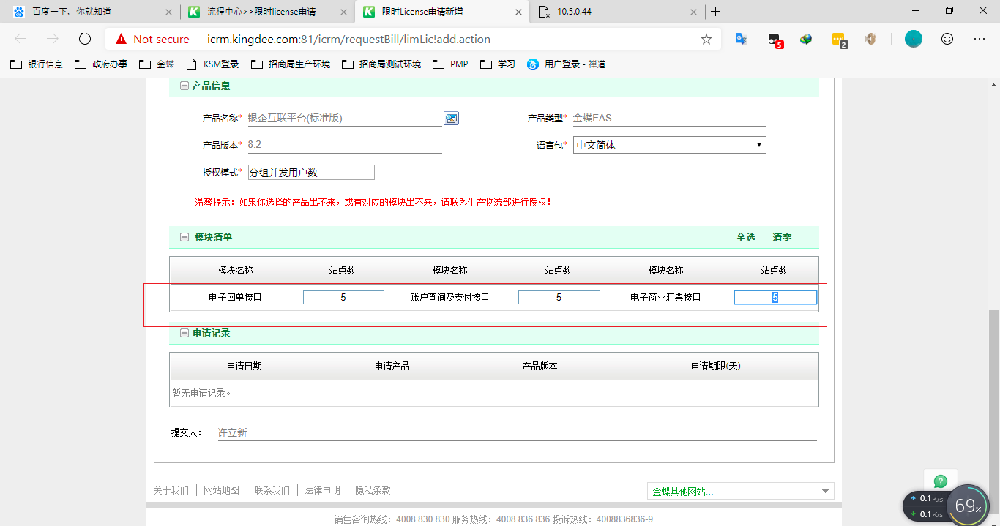 百度一下，你就知道
流程中心>>限时license申请
限时License申请新增
10.5.0.44
Not secure
icrm.kingdee.com:81/icrm/requestBill/limLic!add.action
5
2
银行信息
政府办事
金蝶
KSM登录
招商局生产环境
招商局测试环境
PMP
学习
用户登录 - 禅道
产品信息
产品名称* 银企互联平台(标准版)
产品类型* 金蝶EAS
产品版本* 8.2
语言包* 中文简体
授权模式* 分组并发用户数
温馨提示：如果你选择的产品出不来，或有对应的模块出不来，请联系生产物流部进行授权！
模块清单 全选 清零
模块名称 站点数 模块名称 站点数 模块名称 站点数
电子回单接口 5 账户查询及支付接口 5 电子商业汇票接口 5
申请记录
申请日期 申请产品 产品版本 申请期限(天)
暂无申请记录。
提交人： 许立新
关于我们 网站地图 联系我们 法律申明 隐私条款
金蝶其他网站...
销售咨询热线：4008 830 830 服务热线：4008 836 836 投诉热线：4008836836-9
0.1K/s
0.1K/s
69%